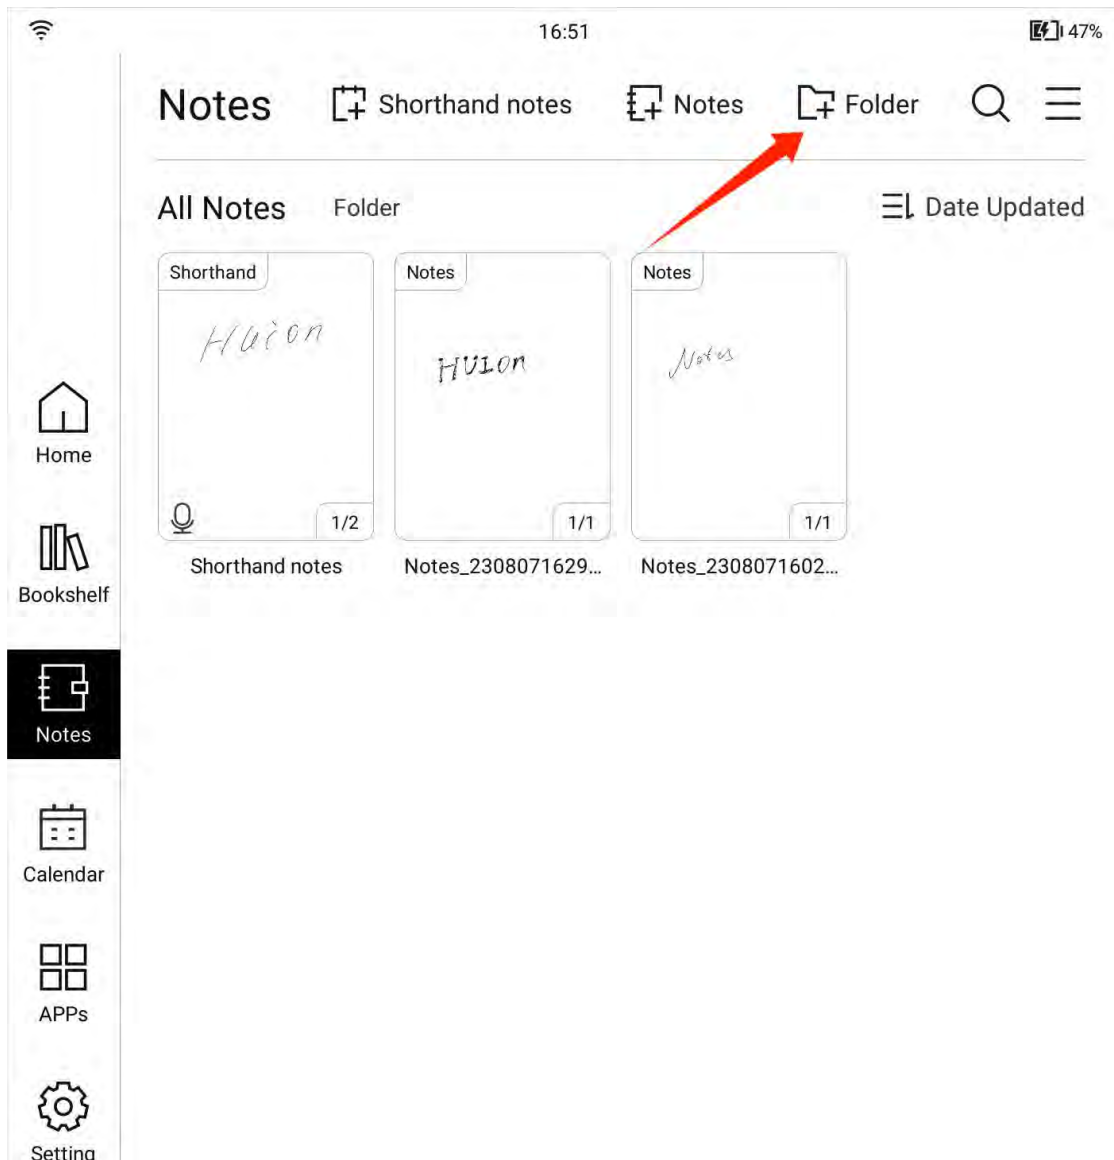 16:51 47%
Notes Shorthand notes Notes Folder
All Notes Folder Date Updated
Shorthand Notes Notes
Huion HUIOn Notes
1/2 1/1 1/1
Shorthand notes Notes_2308071629... Notes_2308071602...
Home
Bookshelf
Notes
Calendar
APPs
Setting